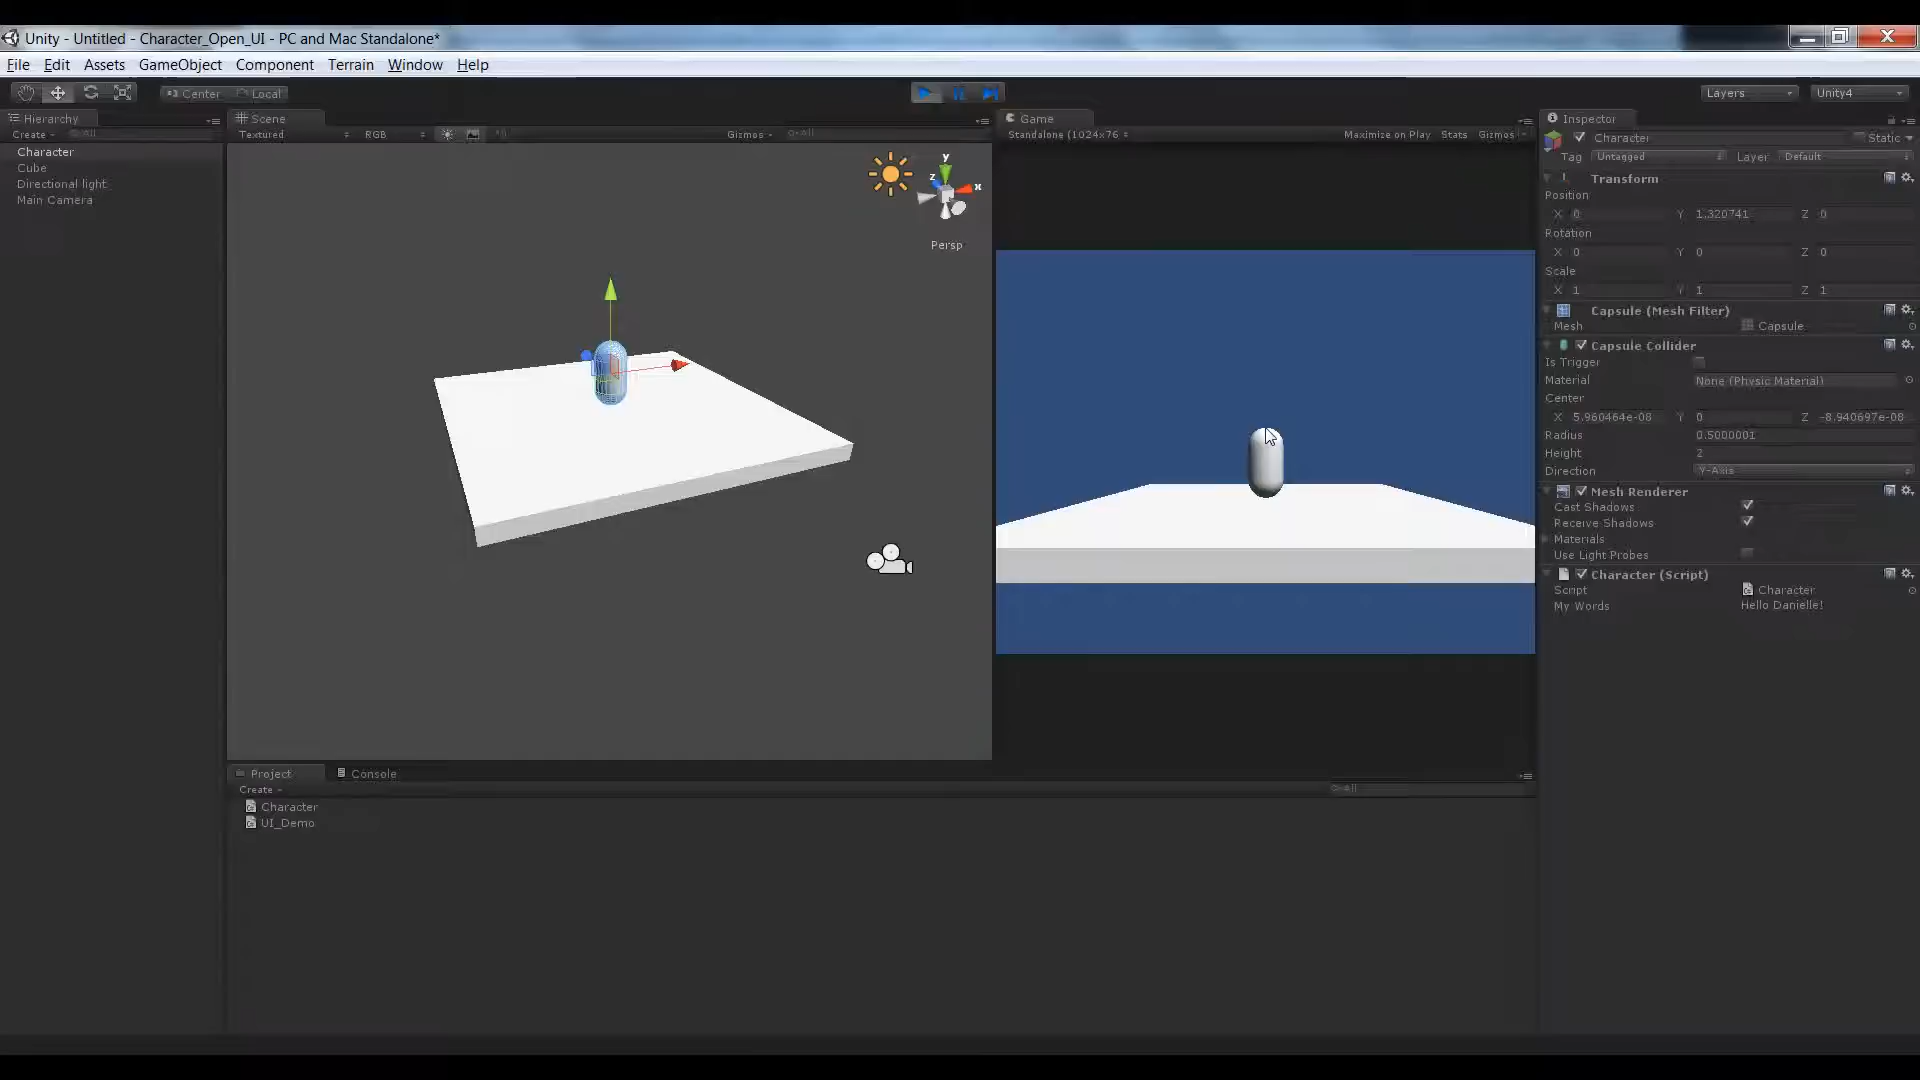 Unity - Untitled - Character_Open_UI - PC and Mac Standalone*
File Edit Assets GameObject Component Terrain Window Help
Center Local Layers Unity4
Hierarchy
Create All
Character
Cube
Directional light
Main Camera
Scene
Textured RGB Gizmos All
y
z
x
Persp
Game
Standalone (1024x76 Maximize on Play Stats Gizmos
Inspector
Character Static
Tag Untagged Layer Default
Transform
Position
X 0 Y 1.320741 Z 0
Rotation
X 0 Y 0 Z 0
Scale
X 1 Y 1 Z 1
Capsule (Mesh Filter)
Mesh Capsule
Capsule Collider
Is Trigger
Material None (Physic Material)
Center
X 5.960464e-08 Y 0 Z -8.940697e-08
Radius 0.5000001
Height 2
Direction Y-Axis
Mesh Renderer
Cast Shadows
Receive Shadows
Materials
Use Light Probes
Character (Script)
Script Character
My Words Hello Danielle!
Project Console
Create All
Character
UI_Demo